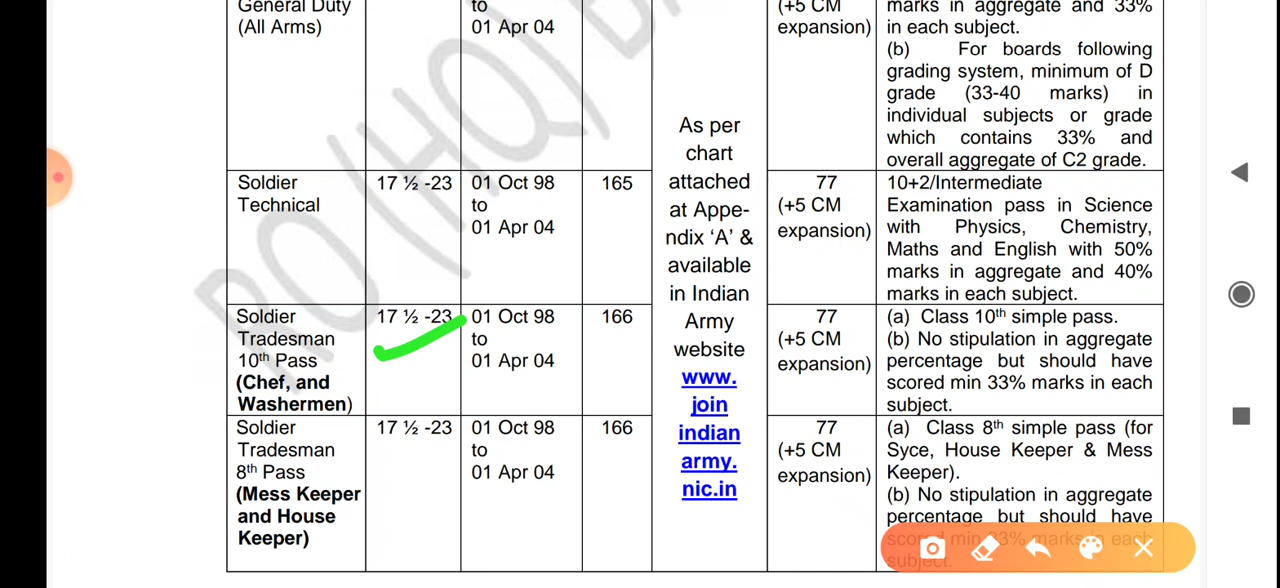 General Duty
(All Arms)
to
01 Apr 04
(+5 CM
expansion)
marks in aggregate and 33%
in each subject.
(b) For boards following
grading system, minimum of D
grade (33-40 marks) in
individual subjects or grade
which contains 33% and
overall aggregate of C2 grade.
As per
chart
attached
at Appe-
ndix ‘A’ &
available
in Indian
Army
website
www.
join
indian
army.
nic.in
Soldier
Technical
17 ½ -23
01 Oct 98
to
01 Apr 04
165
77
(+5 CM
expansion)
10+2/Intermediate
Examination pass in Science
with Physics, Chemistry,
Maths and English with 50%
marks in aggregate and 40%
marks in each subject.
Soldier
Tradesman
10th Pass
(Chef, and
Washermen)
17 ½ -23
01 Oct 98
to
01 Apr 04
166
77
(+5 CM
expansion)
(a) Class 10th simple pass.
(b) No stipulation in aggregate
percentage but should have
scored min 33% marks in each
subject.
Soldier
Tradesman
8th Pass
(Mess Keeper
and House
Keeper)
17 ½ -23
01 Oct 98
to
01 Apr 04
166
77
(+5 CM
expansion)
(a) Class 8th simple pass (for
Syce, House Keeper & Mess
Keeper).
(b) No stipulation in aggregate
percentage but should have
scored min 33% marks in each
subject.
RO (HQ)